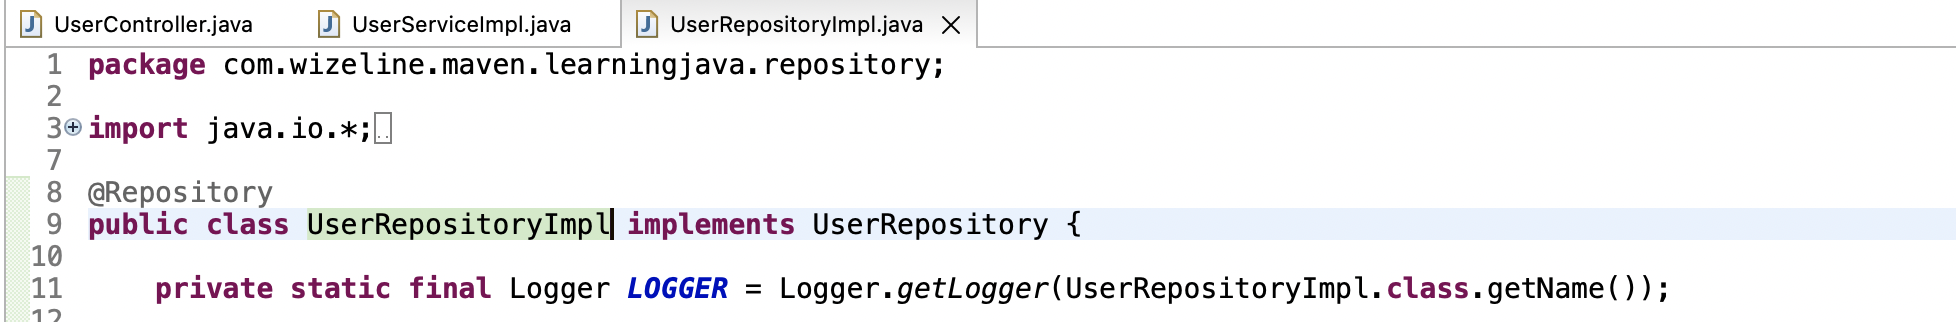 UserController.java UserServiceImpl.java UserRepositoryImpl.java
1 package com.wizeline.maven.learningjava.repository;
2
3 import java.io.*;
7
8 @Repository
9 public class UserRepositoryImpl implements UserRepository {
10
11 private static final Logger LOGGER = Logger.getLogger(UserRepositoryImpl.class.getName());
12